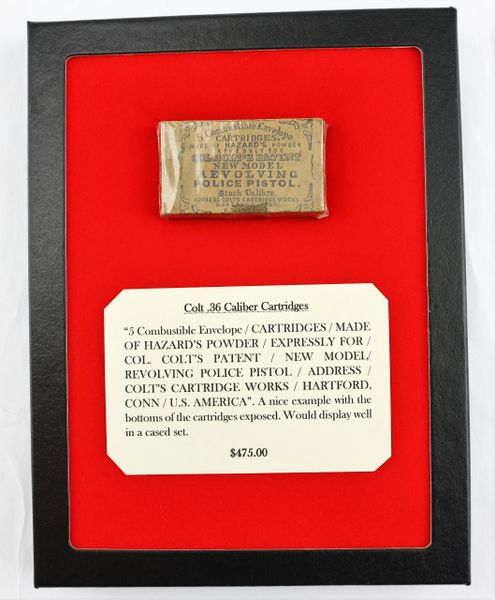 5 Combustible Envelope
CARTRIDGES,
MADE OF HAZARD'S POWDER
EXPRESSLY FOR
COL. COLT'S PATENT
NEW MODEL
REVOLVING
POLICE PISTOL.
Calibre.
ADDRESS COLTS CARTRIDGE WORKS
Colt .36 Caliber Cartridges
"5 Combustible Envelope / CARTRIDGES / MADE
OF HAZARD'S POWDER / EXPRESSLY FOR /
COL. COLT'S PATENT / NEW MODEL/
REVOLVING POLICE PISTOL / ADDRESS /
COLT'S CARTRIDGE WORKS / HARTFORD,
CONN / U.S. AMERICA". A nice example with the
bottoms of the cartridges exposed. Would display well
in a cased set.
$475.00